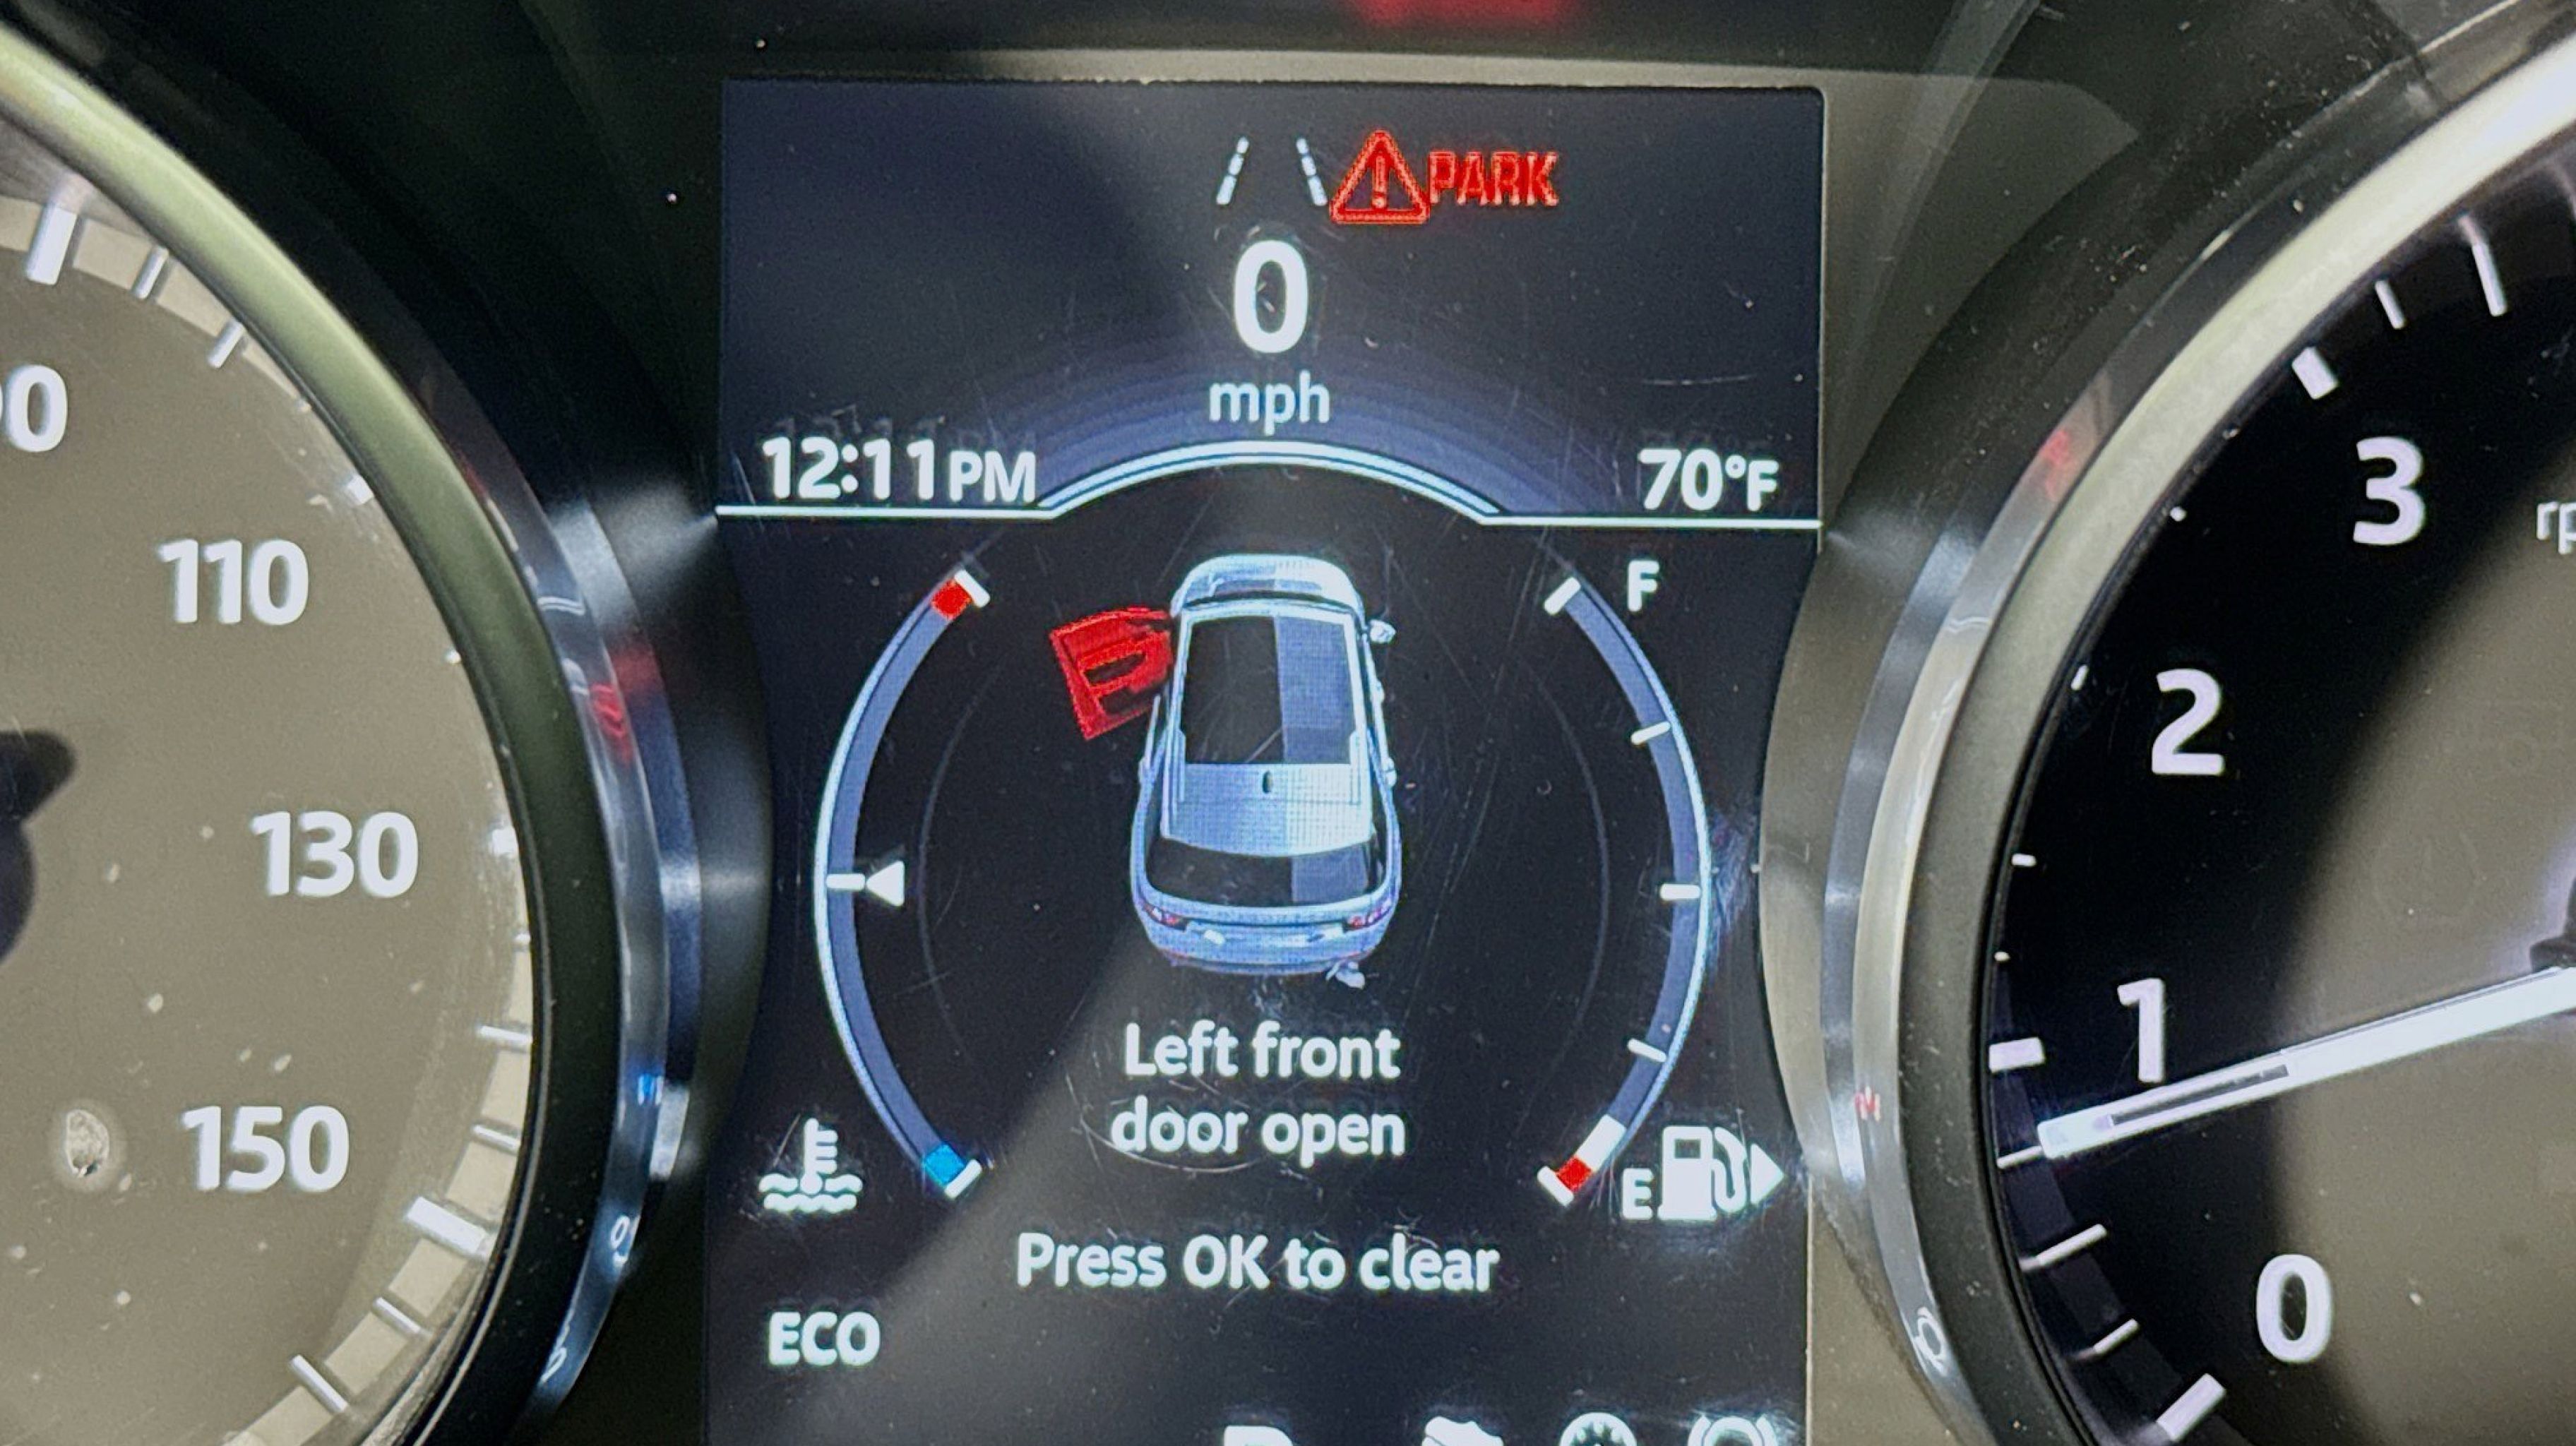 PARK
0
mph
12:11PM
70°F
F
3
110
2
130
1
Left front
door open
150
E
Press OK to clear
0
ECO